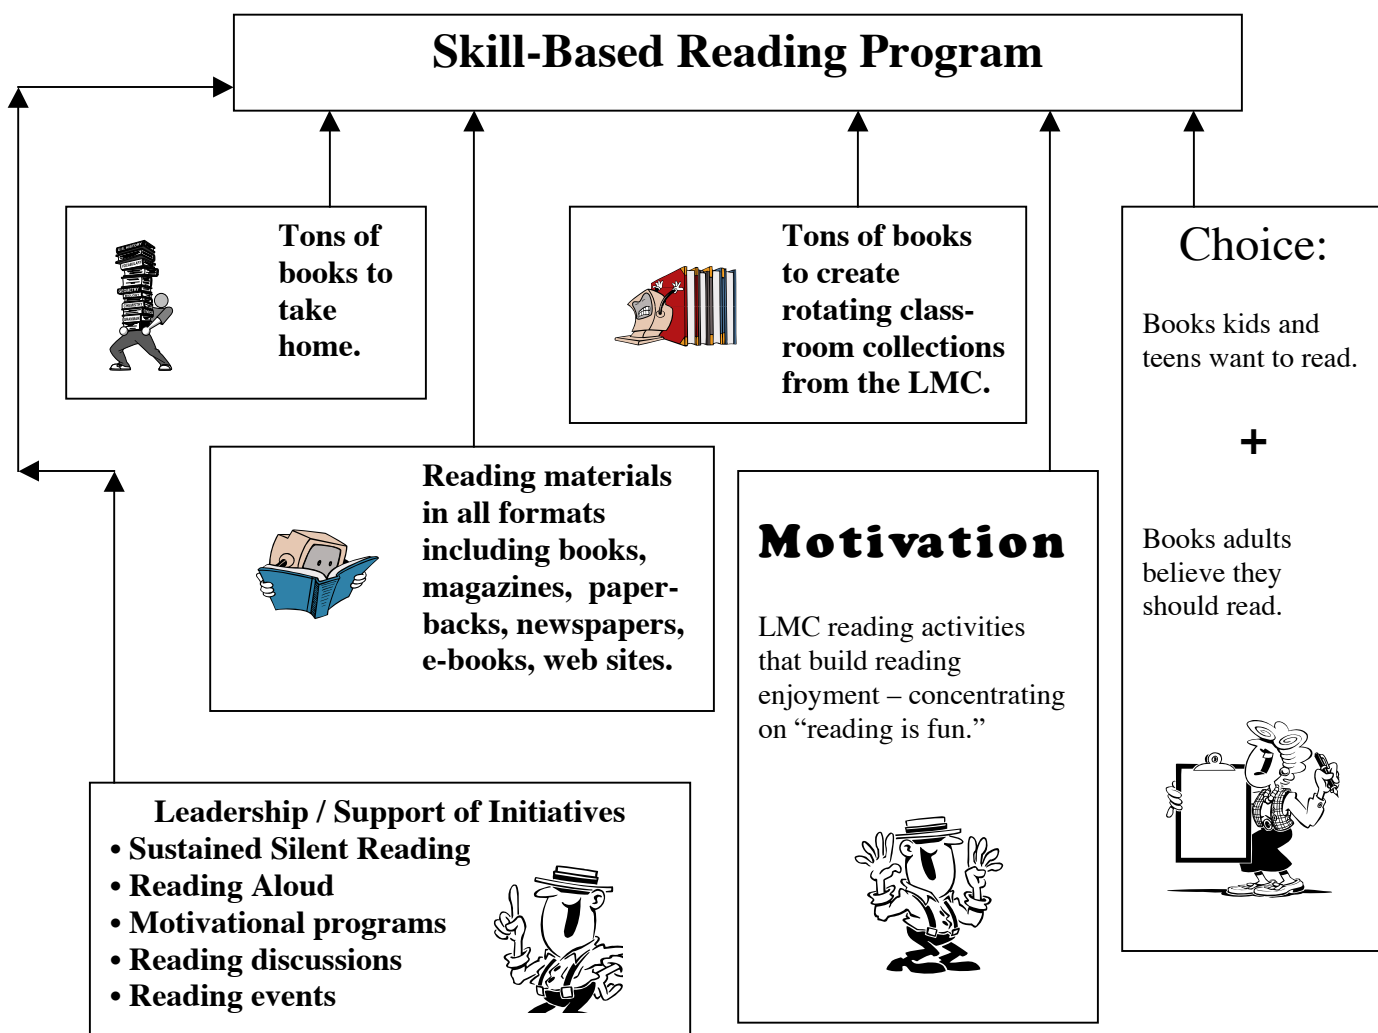 Skill-Based Reading Program
Tons of
books to
take
home.
Tons of books
to create
rotating class-
room collections
from the LMC.
Choice:
Books kids and
teens want to read.
+
Books adults
believe they
should read.
Reading materials
in all formats
including books,
magazines, paper-
backs, newspapers,
e-books, web sites.
Motivation
LMC reading activities
that build reading
enjoyment – concentrating
on “reading is fun.”
Leadership / Support of Initiatives
• Sustained Silent Reading
• Reading Aloud
• Motivational programs
• Reading discussions
• Reading events